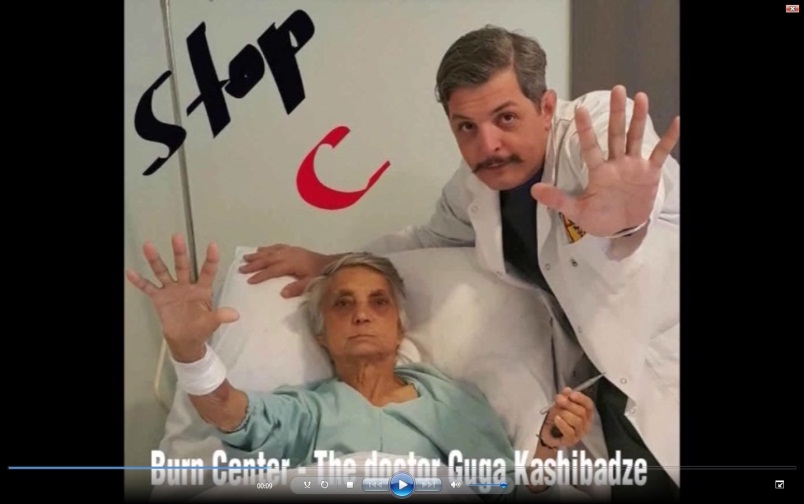 Stop
C
Burn Center - The doctor Guga Kashibadze
00:09